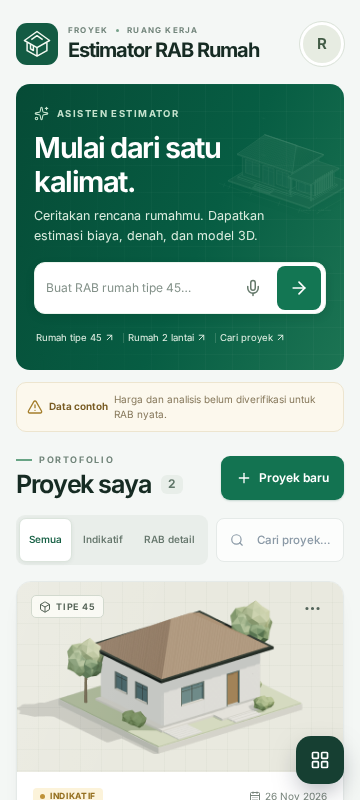 FROYEK • RUANG KERJA
Estimator RAB Rumah
R
ASISTEN ESTIMATOR
Mulai dari satu
kalimat.
Ceritakan rencana rumahmu. Dapatkan
estimasi biaya, denah, dan model 3D.
Buat RAB rumah tipe 45...
Rumah tipe 45 ↗ Rumah 2 lantai ↗ Cari proyek ↗
Data contoh Harga dan analisis belum diverifikasi untuk
RAB nyata.
PORTOFOLIO
Proyek saya 2
+ Proyek baru
Semua Indikatif RAB detail Cari proyek...
TIPE 45
INDIKATIF 26 Nov 2026